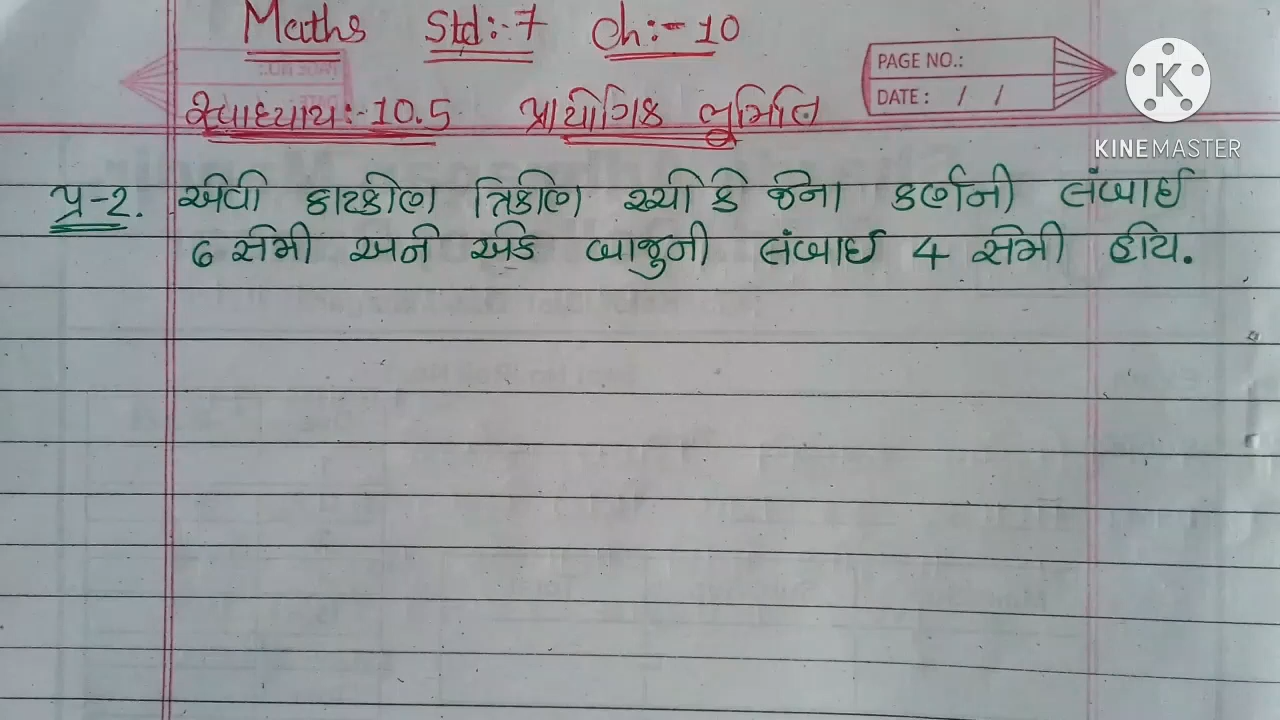 Maths Std:-7 Ch:-10
PAGE NO.:
DATE: / /
K
KINEMASTER
સ્વાધ્યાય:-10.5 પ્રાયોગિક ભૂમિતિ
પ્ર-2. એવો કાટકોણ ત્રિકોણ રચો કે જેના કર્ણની લંબાઈ
6 સેમી અને એક બાજુની લંબાઈ 4 સેમી હોય.